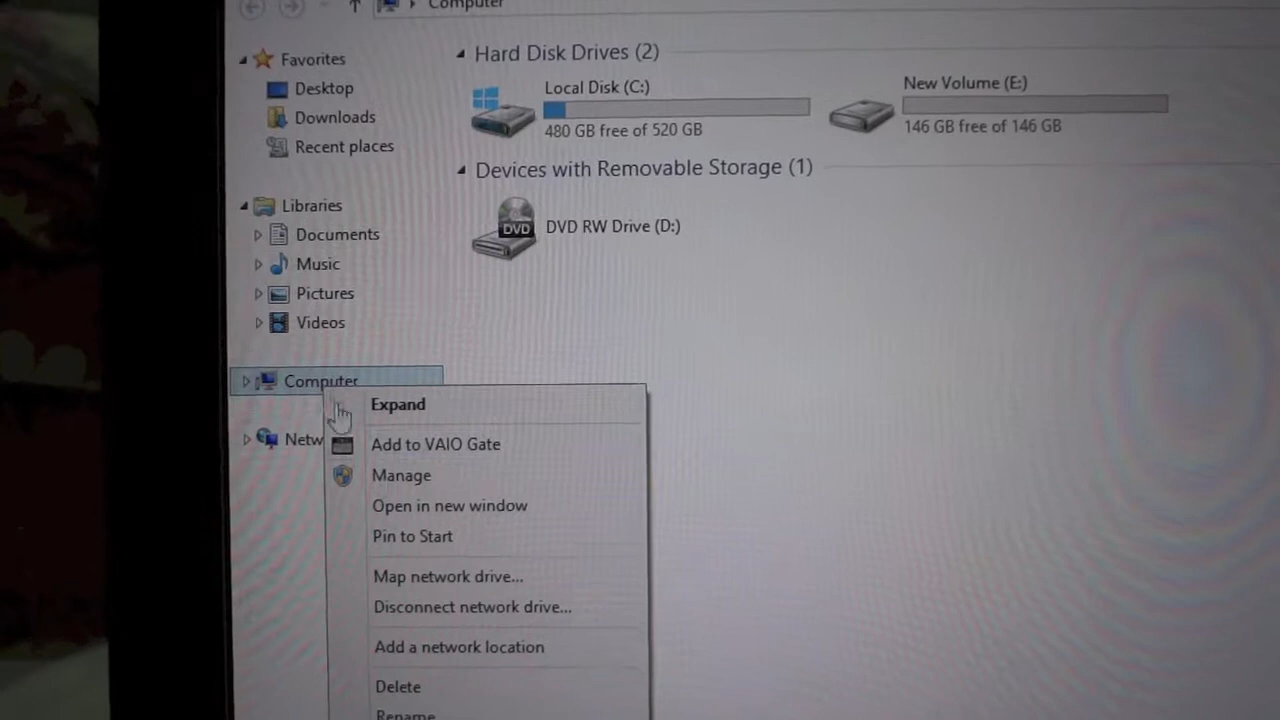 Computer
Favorites
Desktop
Downloads
Recent places
Libraries
Documents
Music
Pictures
Videos
Computer
Netw
Hard Disk Drives (2)
Local Disk (C:)
480 GB free of 520 GB
New Volume (E:)
146 GB free of 146 GB
Devices with Removable Storage (1)
DVD
DVD RW Drive (D:)
Expand
Add to VAIO Gate
Manage
Open in new window
Pin to Start
Map network drive...
Disconnect network drive...
Add a network location
Delete
Rename